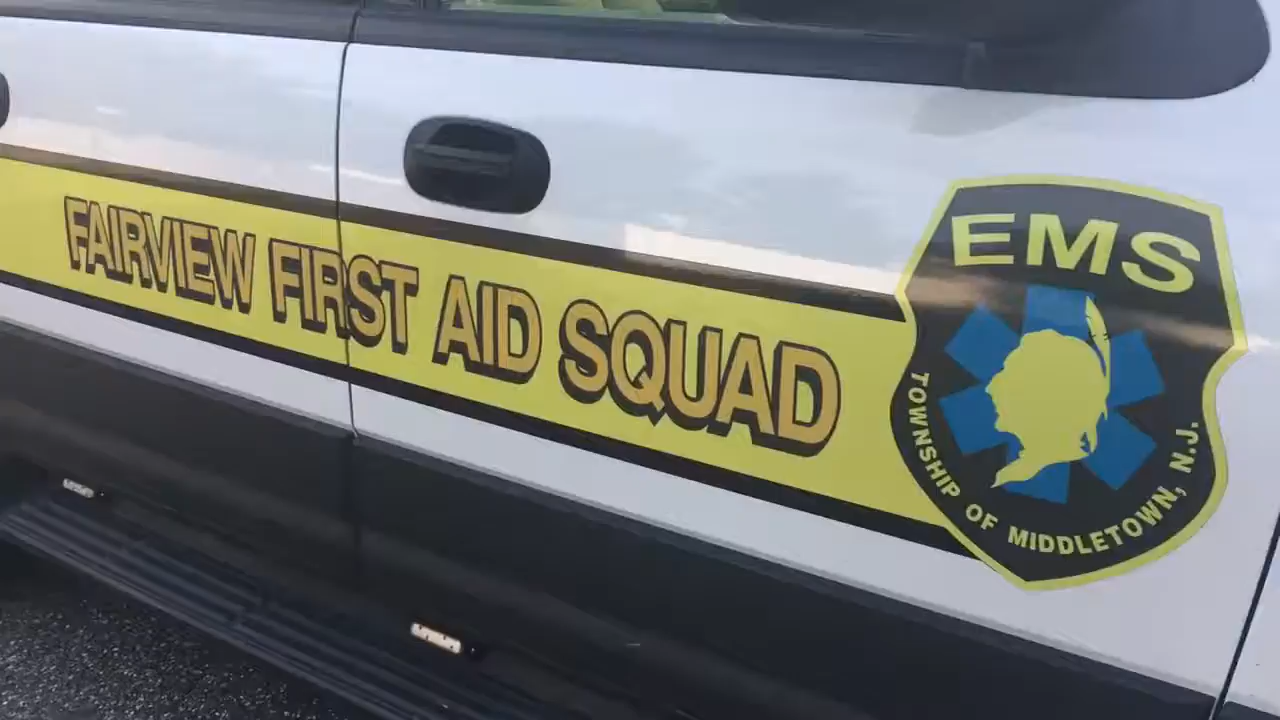 FAIRVIEW FIRST AID SQUAD
EMS
TOWNSHIP OF MIDDLETOWN, N.J.